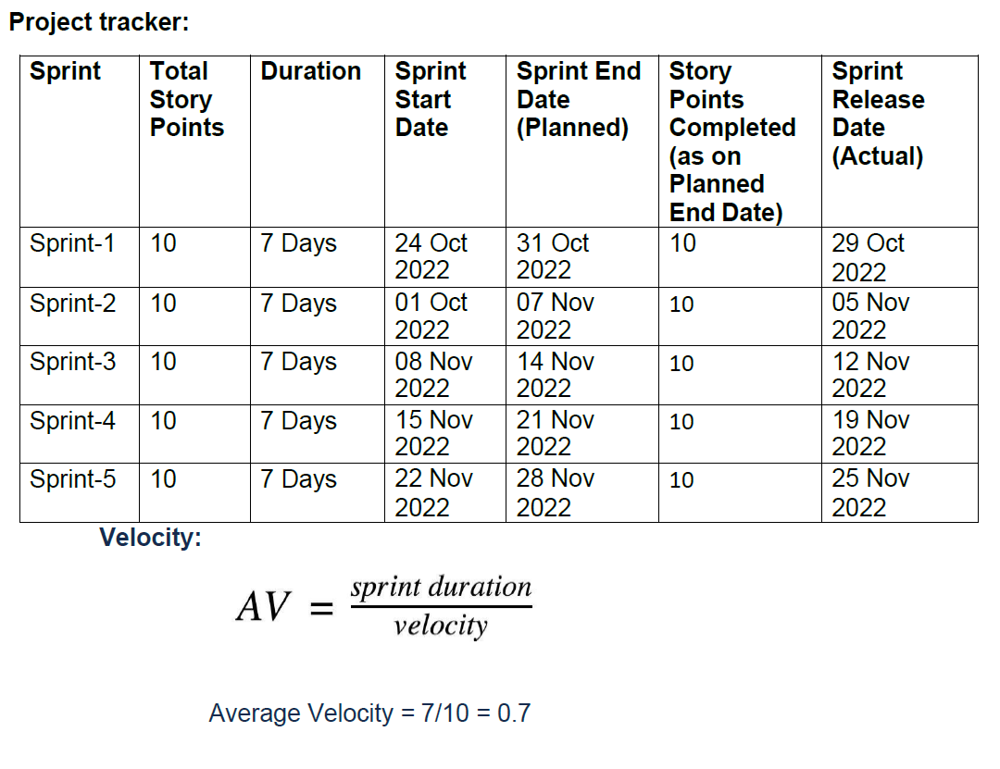 Project tracker:
Sprint Total Story Points Duration Sprint Start Date Sprint End Date (Planned) Story Points Completed (as on Planned End Date) Sprint Release Date (Actual)
Sprint-1 10 7 Days 24 Oct 2022 31 Oct 2022 10 29 Oct 2022
Sprint-2 10 7 Days 01 Oct 2022 07 Nov 2022 10 05 Nov 2022
Sprint-3 10 7 Days 08 Nov 2022 14 Nov 2022 10 12 Nov 2022
Sprint-4 10 7 Days 15 Nov 2022 21 Nov 2022 10 19 Nov 2022
Sprint-5 10 7 Days 22 Nov 2022 28 Nov 2022 10 25 Nov 2022
Velocity:
AV = sprint duration
velocity
Average Velocity = 7/10 = 0.7